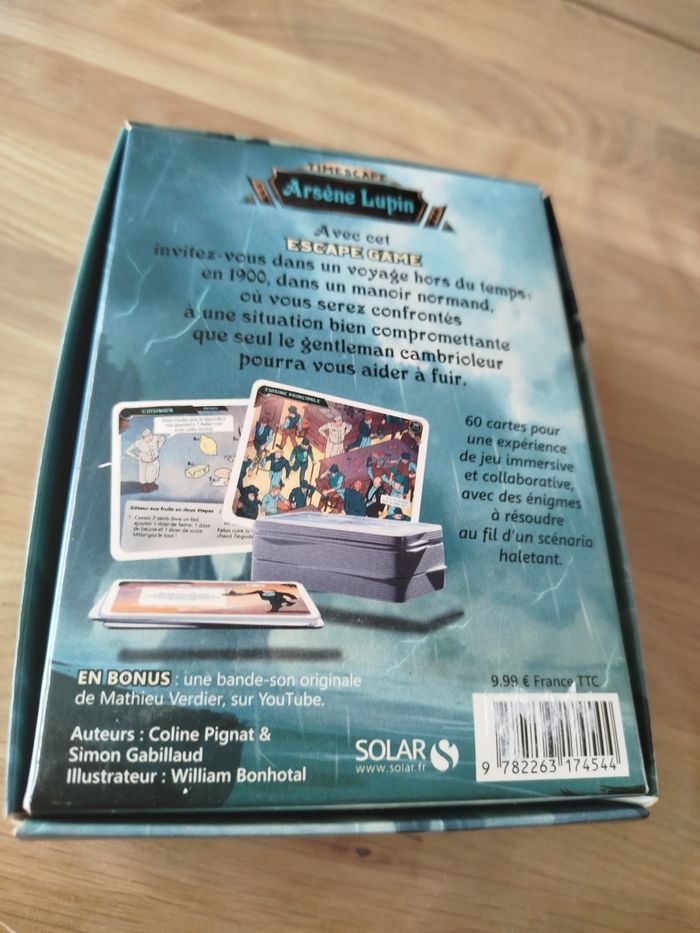 TIMESCAPE
Arsène Lupin
Avec cet
ESCAPE GAME
invitez-vous dans un voyage hors du temps :
en 1900, dans un manoir normand,
où vous serez confrontés
à une situation bien compromettante
que seul le gentleman cambrioleur
pourra vous aider à fuir.
CUISINIER
CUISINE PRINCIPALE
Gâteau aux fruits en deux étapes
60 cartes pour
une expérience
de jeu immersive
et collaborative,
avec des énigmes
à résoudre
au fil d'un scénario
haletant.
EN BONUS : une bande-son originale
de Mathieu Verdier, sur YouTube.
9.99 € France TTC
Auteurs : Coline Pignat &
Simon Gabillaud
Illustrateur : William Bonhotal
SOLAR
www.solar.fr
9 782263 174544